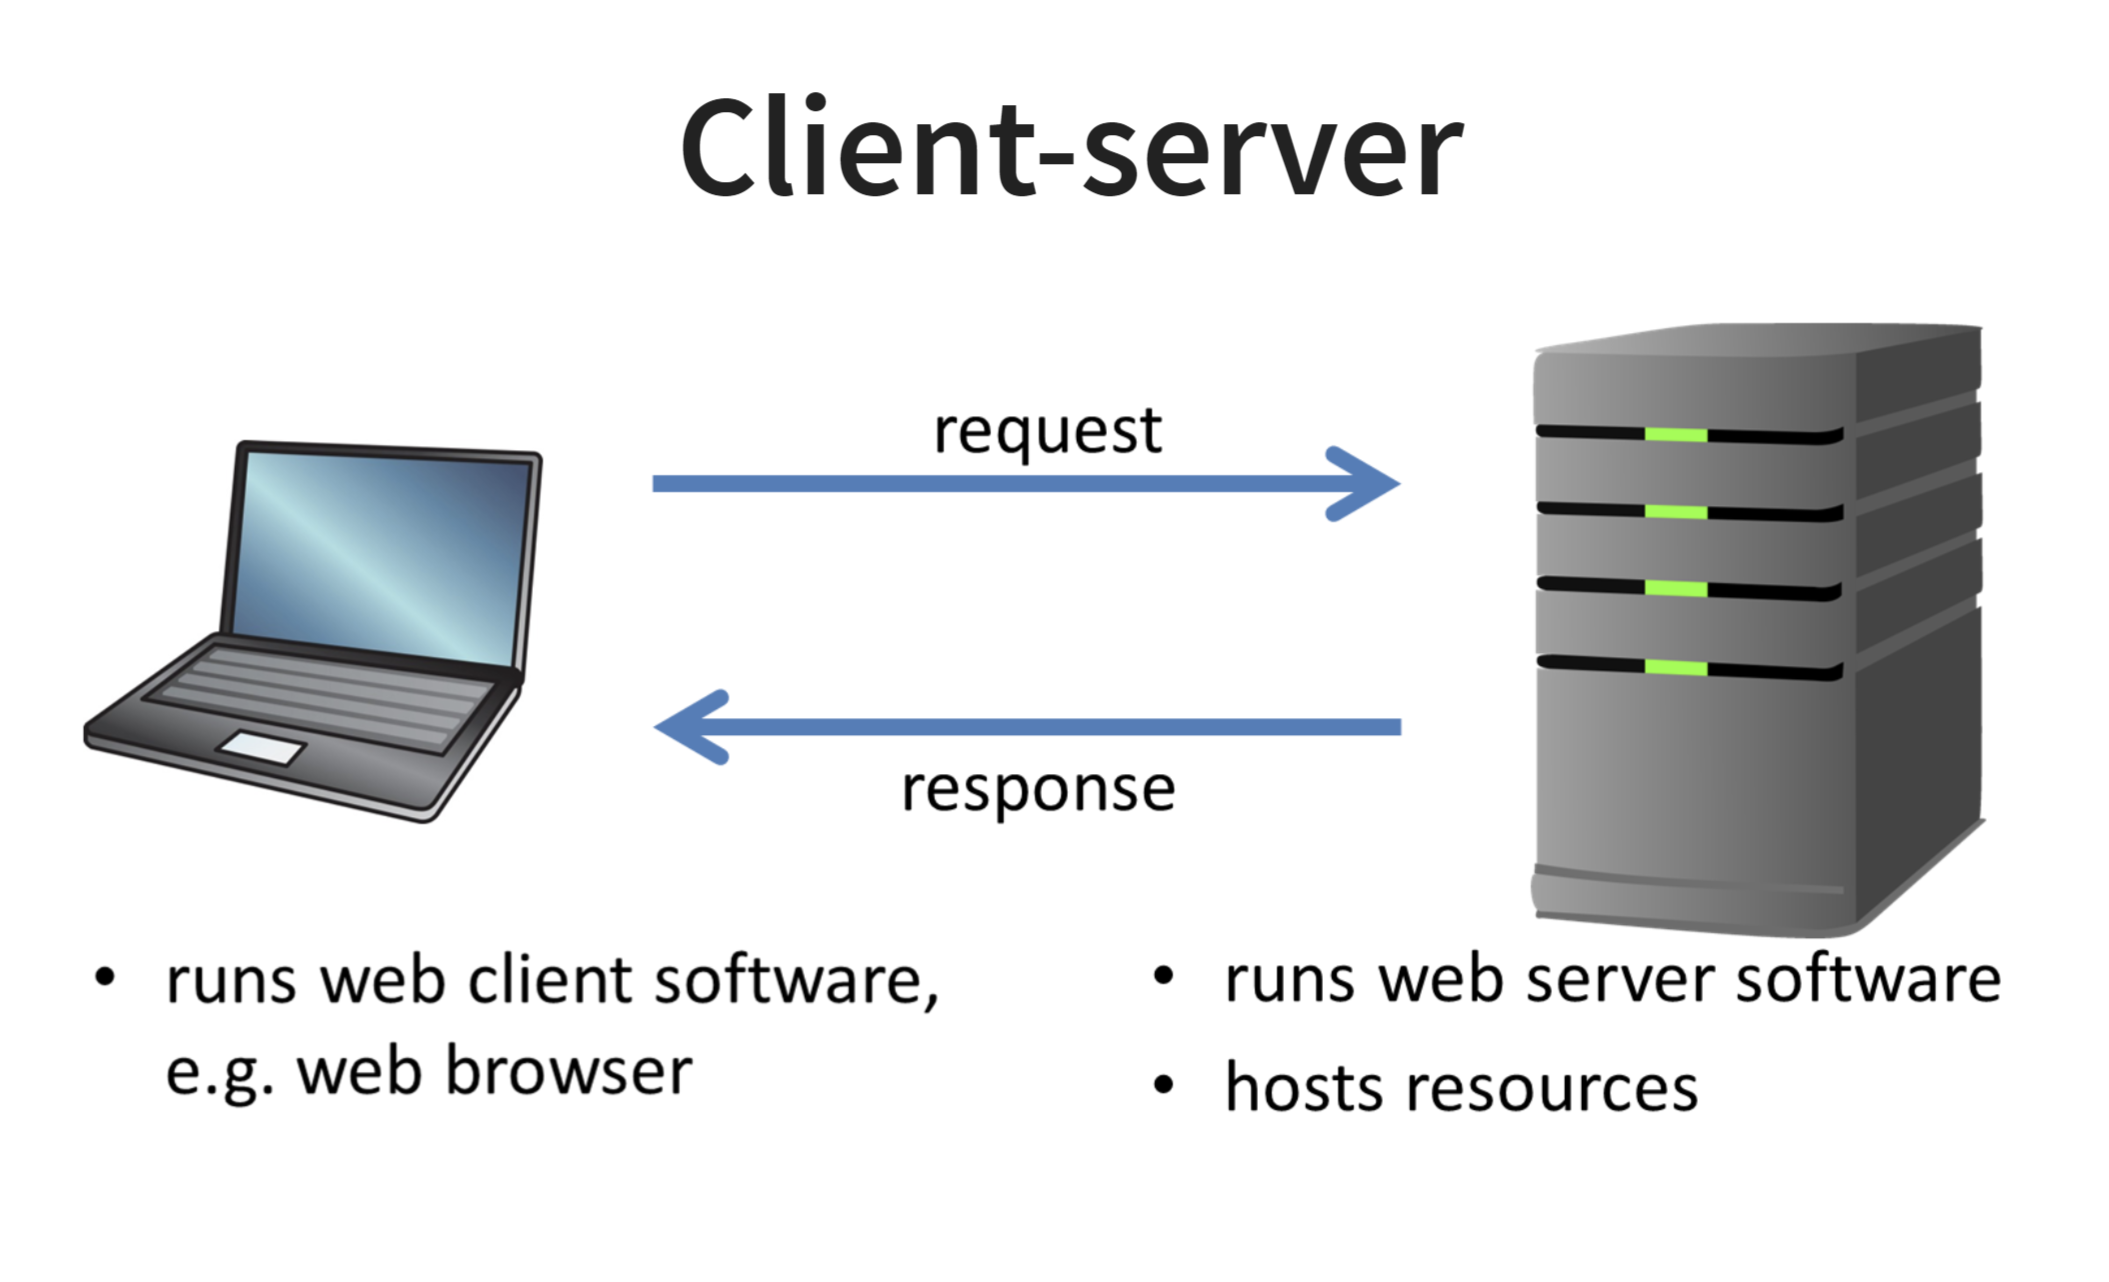 Client-server
request
response
• runs web client software,
e.g. web browser
• runs web server software
• hosts resources